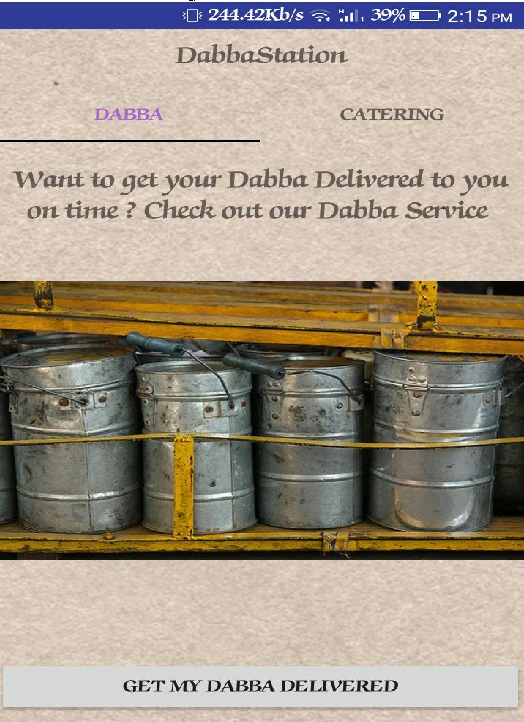 244.42Kb/s 39% 2:15 PM
DabbaStation
DABBA CATERING
Want to get your Dabba Delivered to you
on time ? Check out our Dabba Service
GET MY DABBA DELIVERED